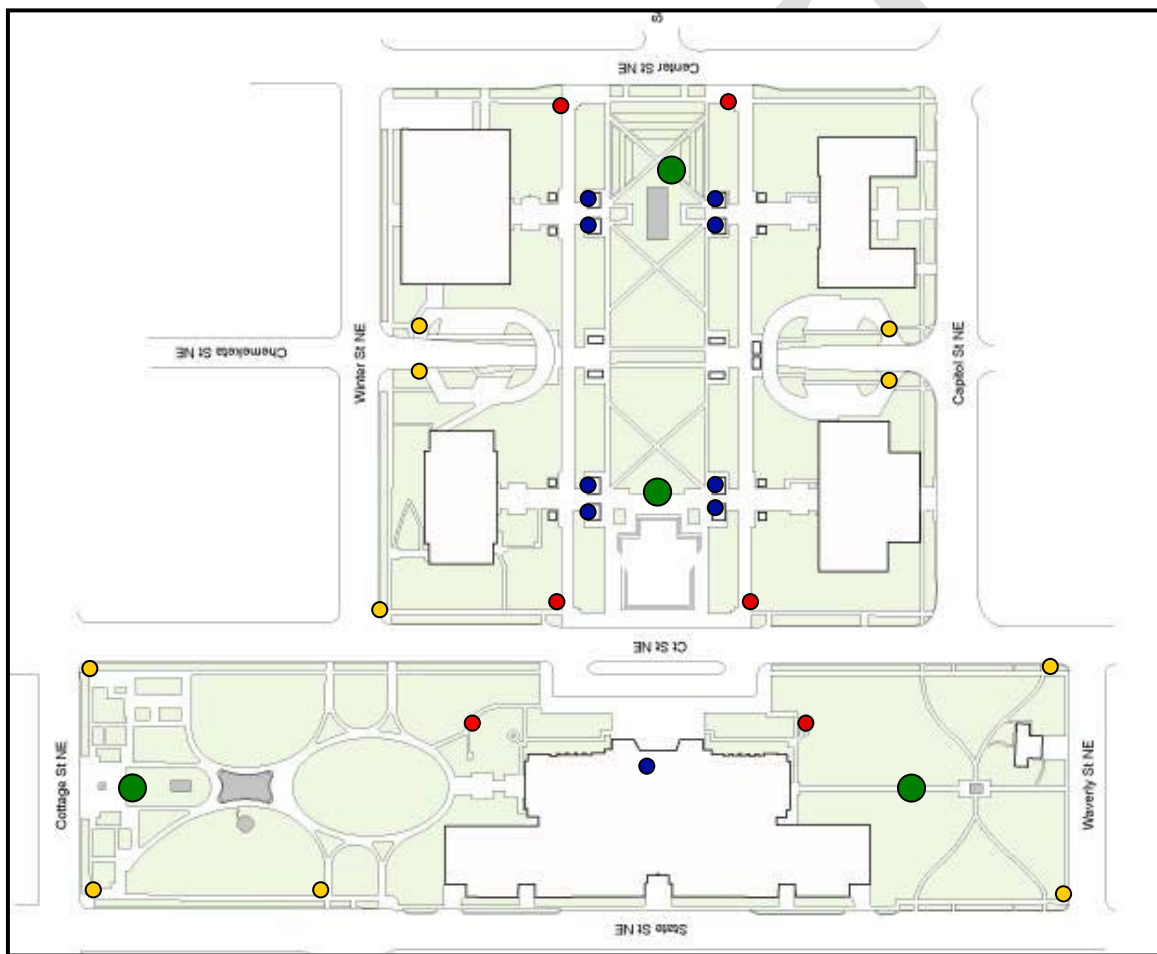 Center St NE
Chemeketa St NE
Winter St NE
Capitol St NE
Ct St NE
Cottage St NE
Waverly St NE
State St NE